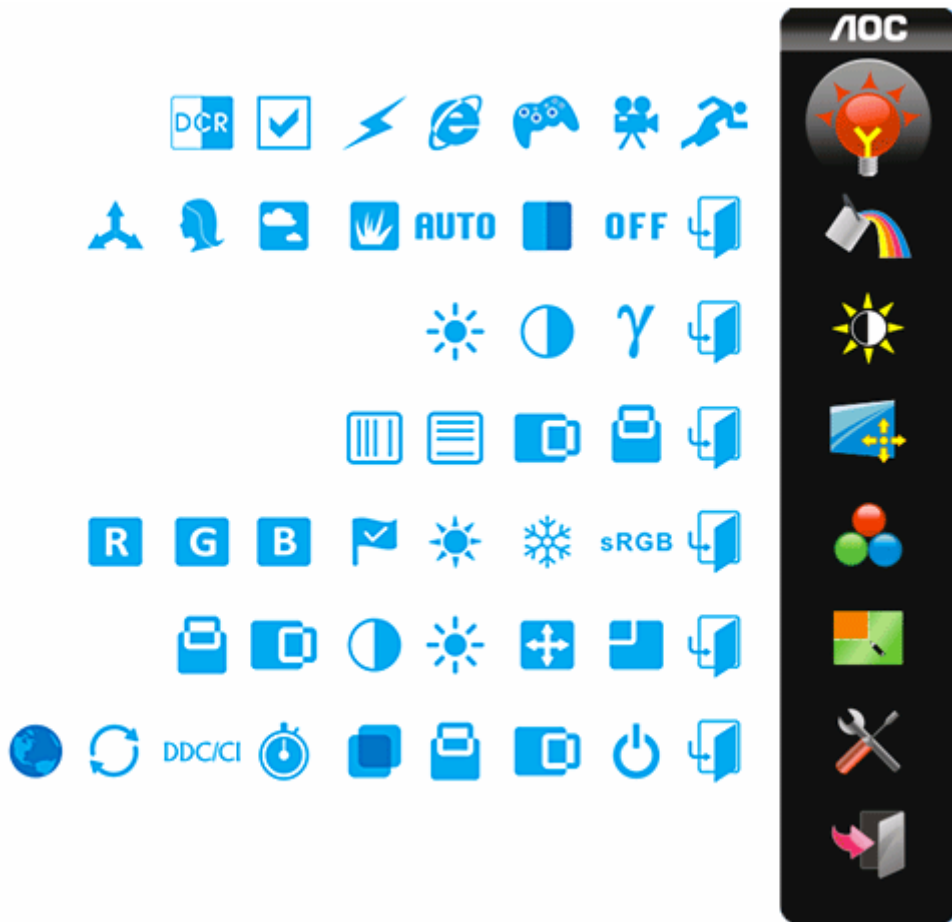 AOC
DCR
AUTO OFF
γ
R G B sRGB
DDC/CI